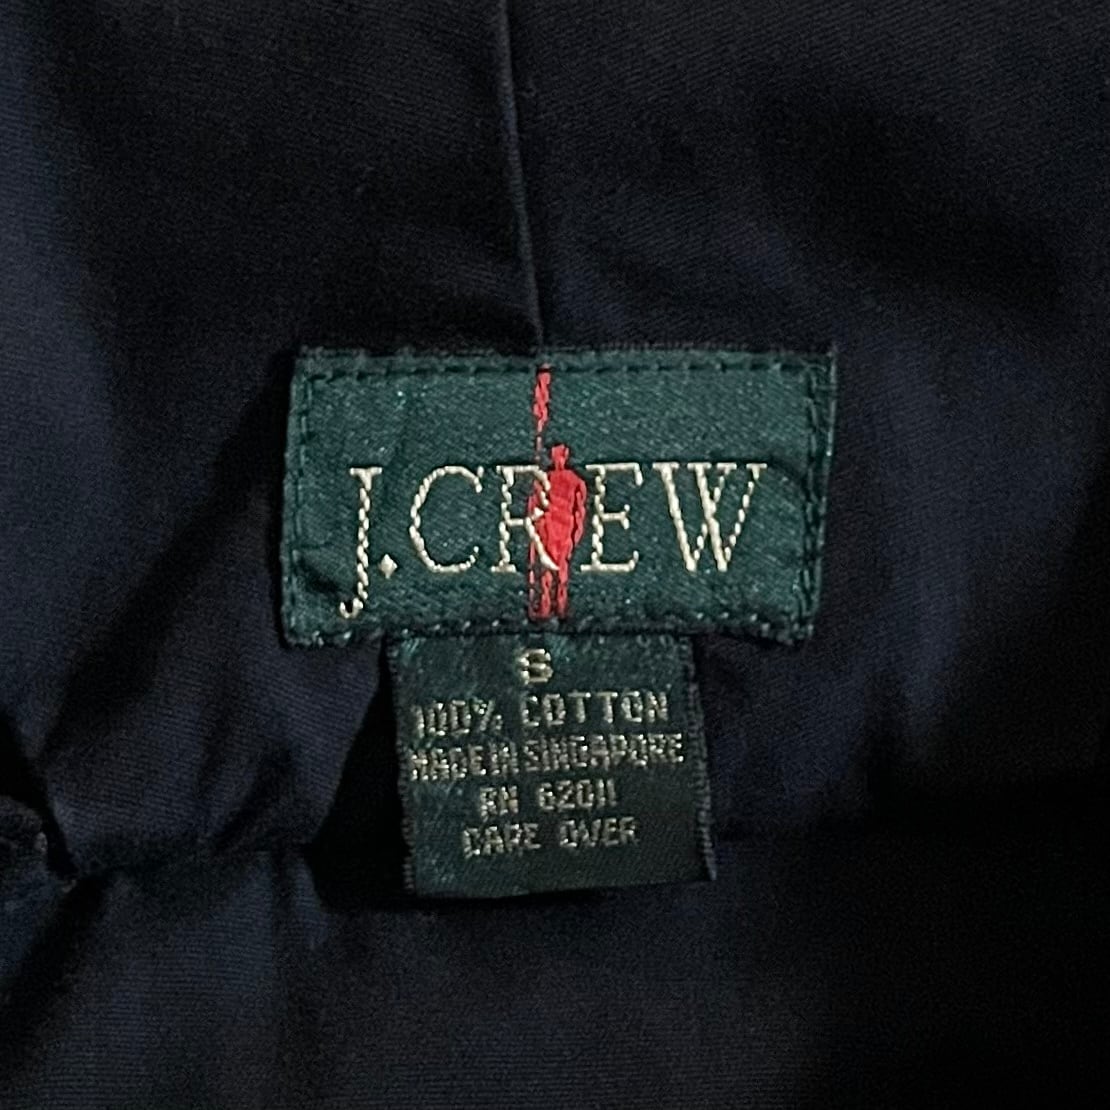 J.CREW
S
100% COTTON
MADE IN SINGAPORE
RN 62011
CARE OVER